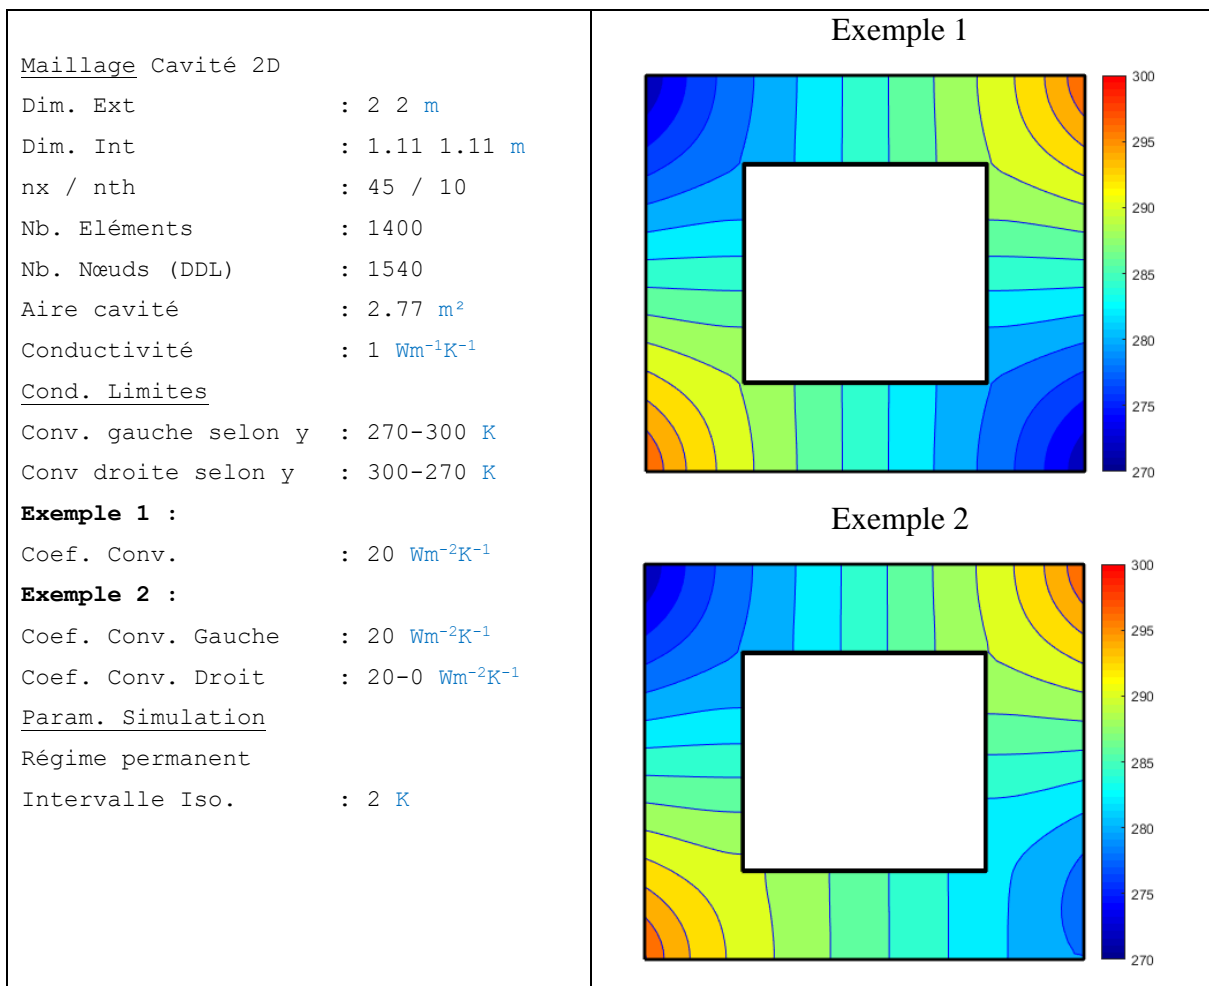 Maillage Cavité 2D
Dim. Ext : 2 2 m
Dim. Int : 1.11 1.11 m
nx / nth : 45 / 10
Nb. Eléments : 1400
Nb. Nœuds (DDL) : 1540
Aire cavité : 2.77 m²
Conductivité : 1 Wm⁻¹K⁻¹
Cond. Limites
Conv. gauche selon y : 270-300 K
Conv droite selon y : 300-270 K
Exemple 1 :
Coef. Conv. : 20 Wm⁻²K⁻¹
Exemple 2 :
Coef. Conv. Gauche : 20 Wm⁻²K⁻¹
Coef. Conv. Droit : 20-0 Wm⁻²K⁻¹
Param. Simulation
Régime permanent
Intervalle Iso. : 2 K
Exemple 1
300
295
290
285
280
275
270
Exemple 2
300
295
290
285
280
275
270